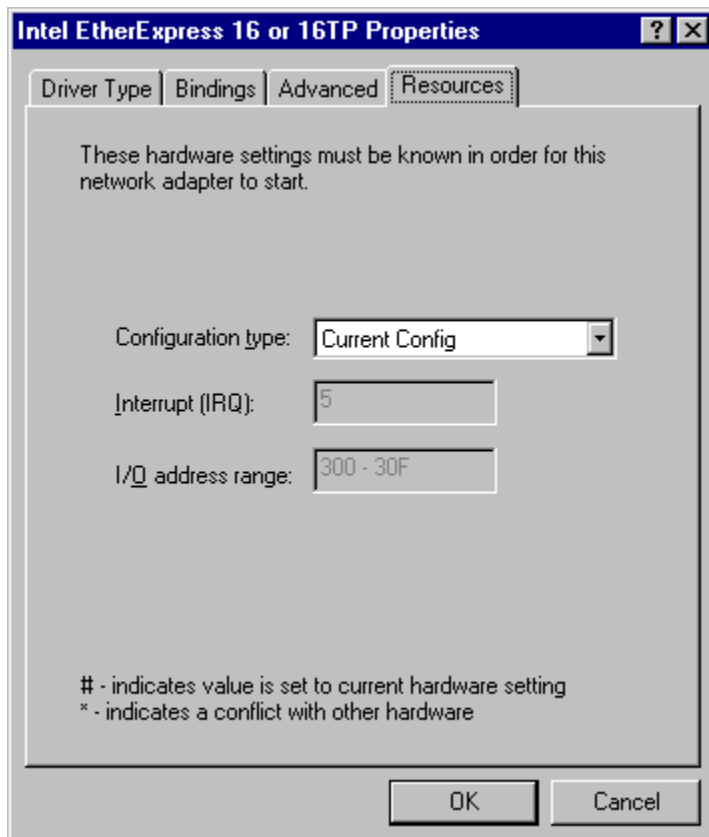 Intel EtherExpress 16 or 16TP Properties
Driver Type Bindings Advanced Resources
These hardware settings must be known in order for this
network adapter to start.
Configuration type: Current Config
Interrupt (IRQ): 5
I/O address range: 300 - 30F
# - indicates value is set to current hardware setting
* - indicates a conflict with other hardware
OK Cancel